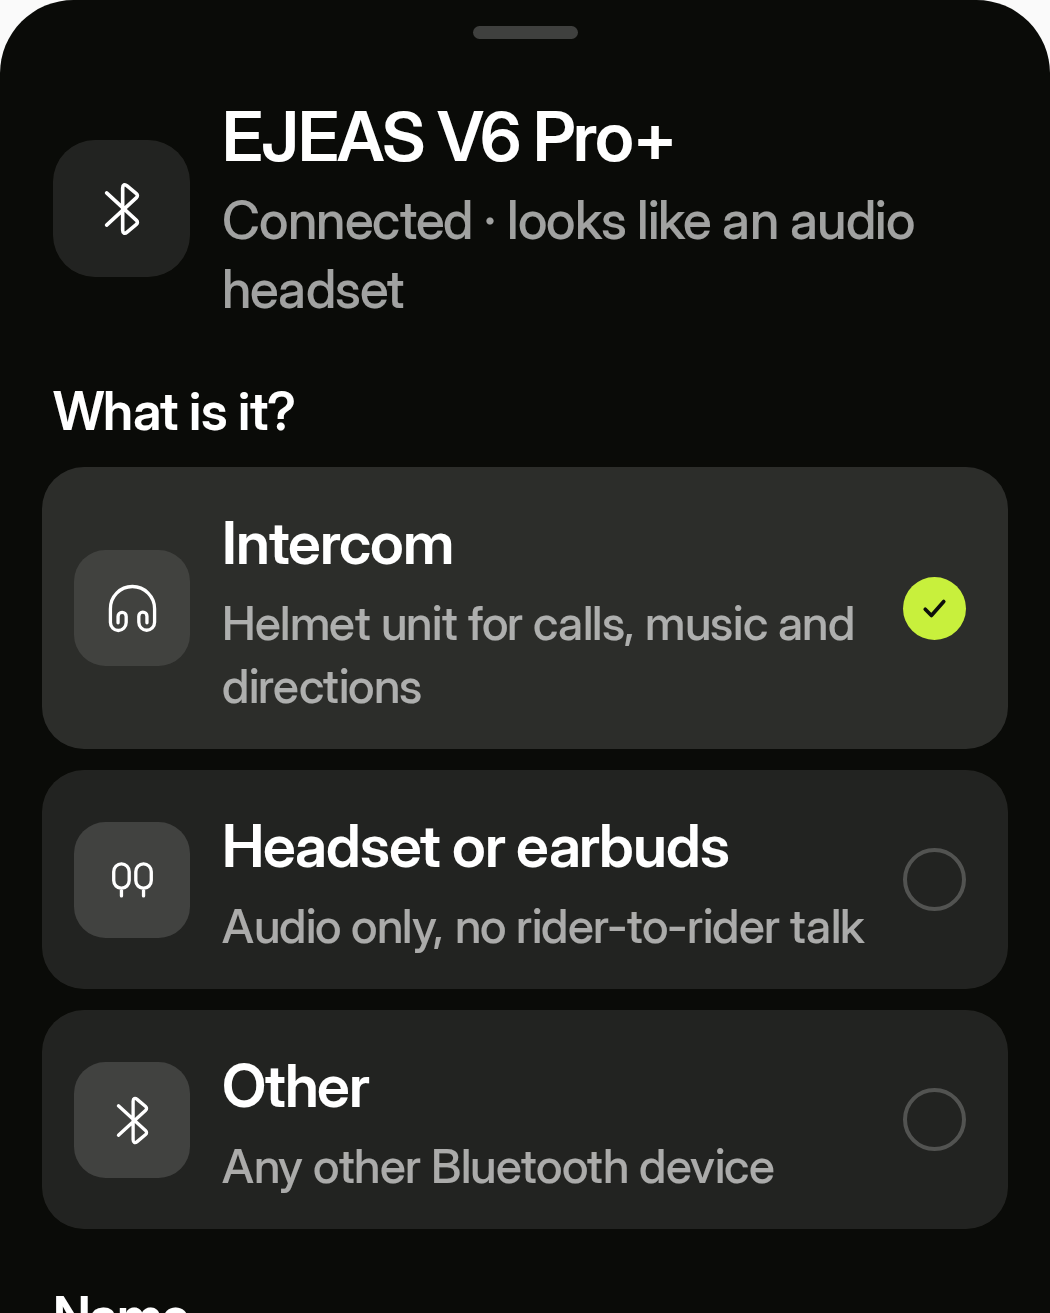 EJEAS V6 Pro+
Connected · looks like an audio
headset
What is it?
Intercom
Helmet unit for calls, music and
directions
Headset or earbuds
Audio only, no rider-to-rider talk
Other
Any other Bluetooth device
Name